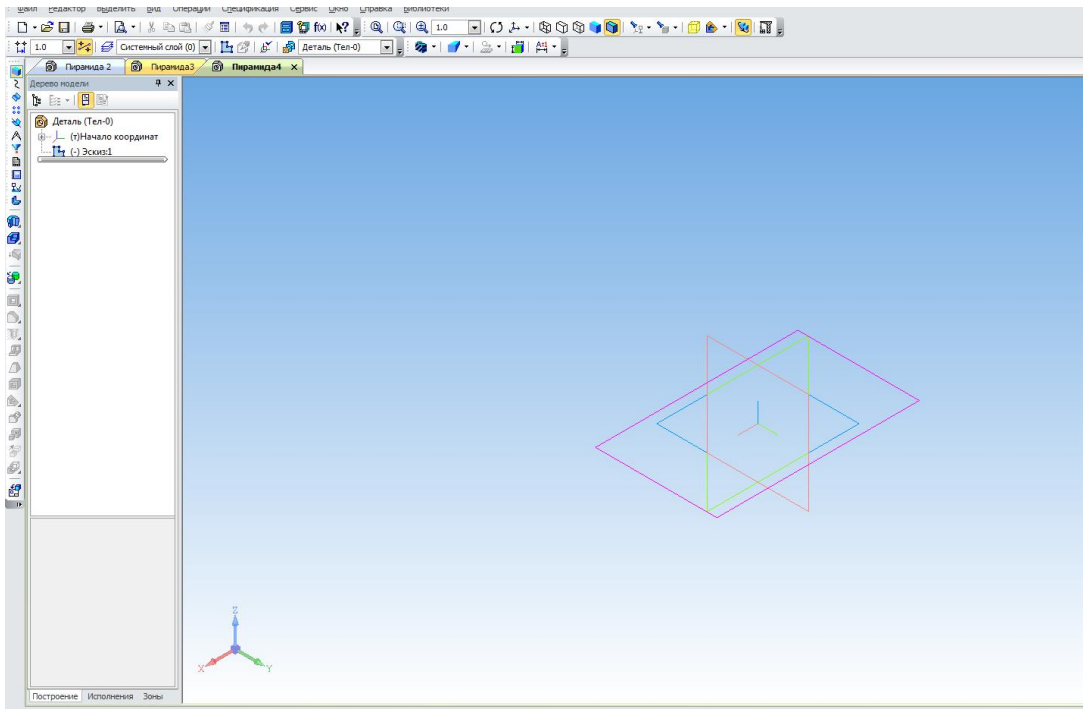 Файл Редактор Выделить Вид Операции Спецификация Сервис Окно Справка Библиотеки
f(x) 1.0
1.0 Системный слой (0) Деталь (Тел-0)
Пирамида 2 Пирамида3 Пирамида4
Дерево модели
Деталь (Тел-0)
(т)Начало координат
(-) Эскиз:1
Z
X Y
Построение Исполнения Зоны